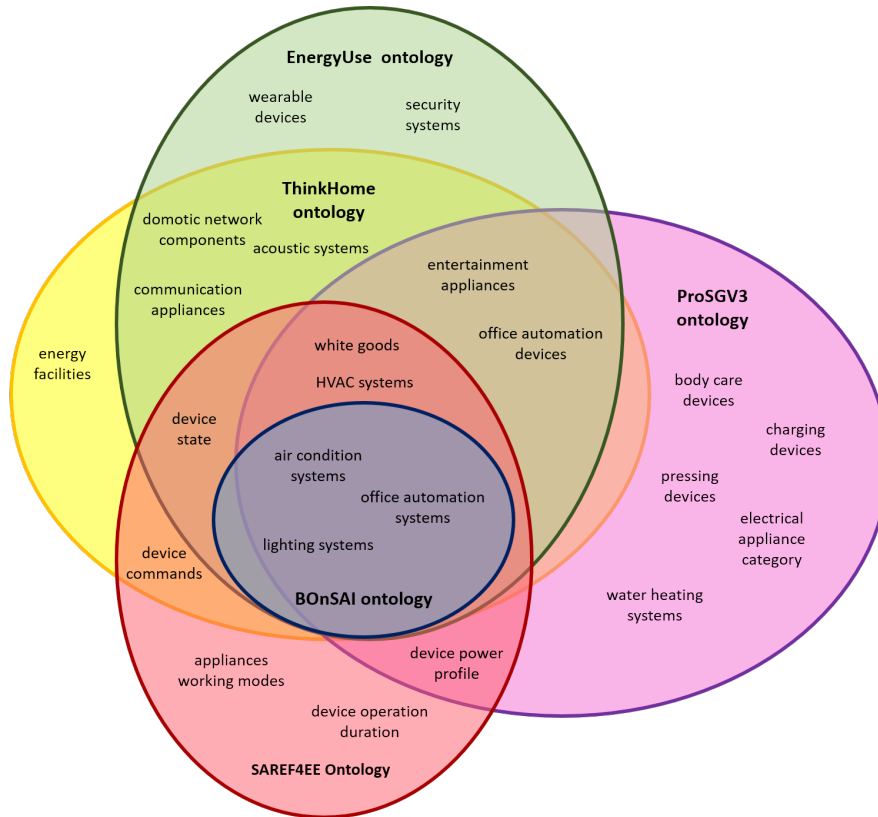 EnergyUse ontology
wearable
devices
security
systems
ThinkHome
ontology
domotic network
components
acoustic systems
communication
appliances
entertainment
appliances
office automation
devices
ProSGV3
ontology
energy
facilities
white goods
HVAC systems
device
state
body care
devices
charging
devices
pressing
devices
electrical
appliance
category
water heating
systems
air condition
systems
office automation
systems
lighting systems
BOnSAI ontology
device
commands
appliances
working modes
device power
profile
device operation
duration
SAREF4EE Ontology